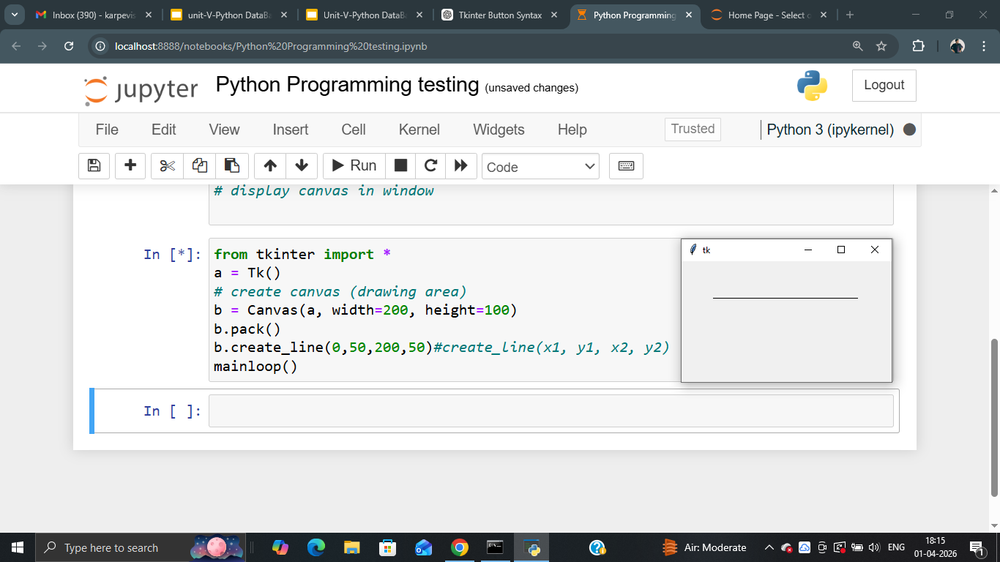 Inbox (390) - karpevis
unit-V-Python DataBa
Unit-V-Python DataBa
Tkinter Button Syntax
Python Programming
Home Page - Select o
localhost:8888/notebooks/Python%20Programming%20testing.ipynb
jupyter Python Programming testing (unsaved changes)
Logout
File Edit View Insert Cell Kernel Widgets Help Trusted Python 3 (ipykernel)
Run Code
# display canvas in window
In [*]:
from tkinter import *
a = Tk()
# create canvas (drawing area)
b = Canvas(a, width=200, height=100)
b.pack()
b.create_line(0,50,200,50)#create_line(x1, y1, x2, y2)
mainloop()
tk
In [ ]:
Type here to search
Air: Moderate
ENG
18:15
01-04-2026
1